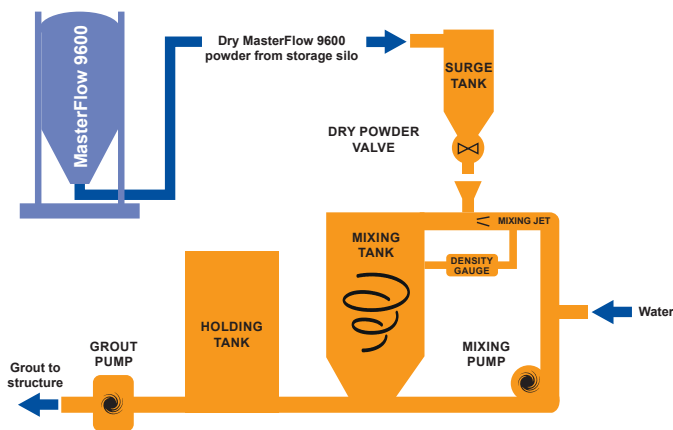 MasterFlow 9600
Dry MasterFlow 9600
powder from storage silo
SURGE
TANK
DRY POWDER
VALVE
MIXING JET
MIXING
TANK
DENSITY
GAUGE
Water
HOLDING
TANK
MIXING
PUMP
GROUT
PUMP
Grout to
structure